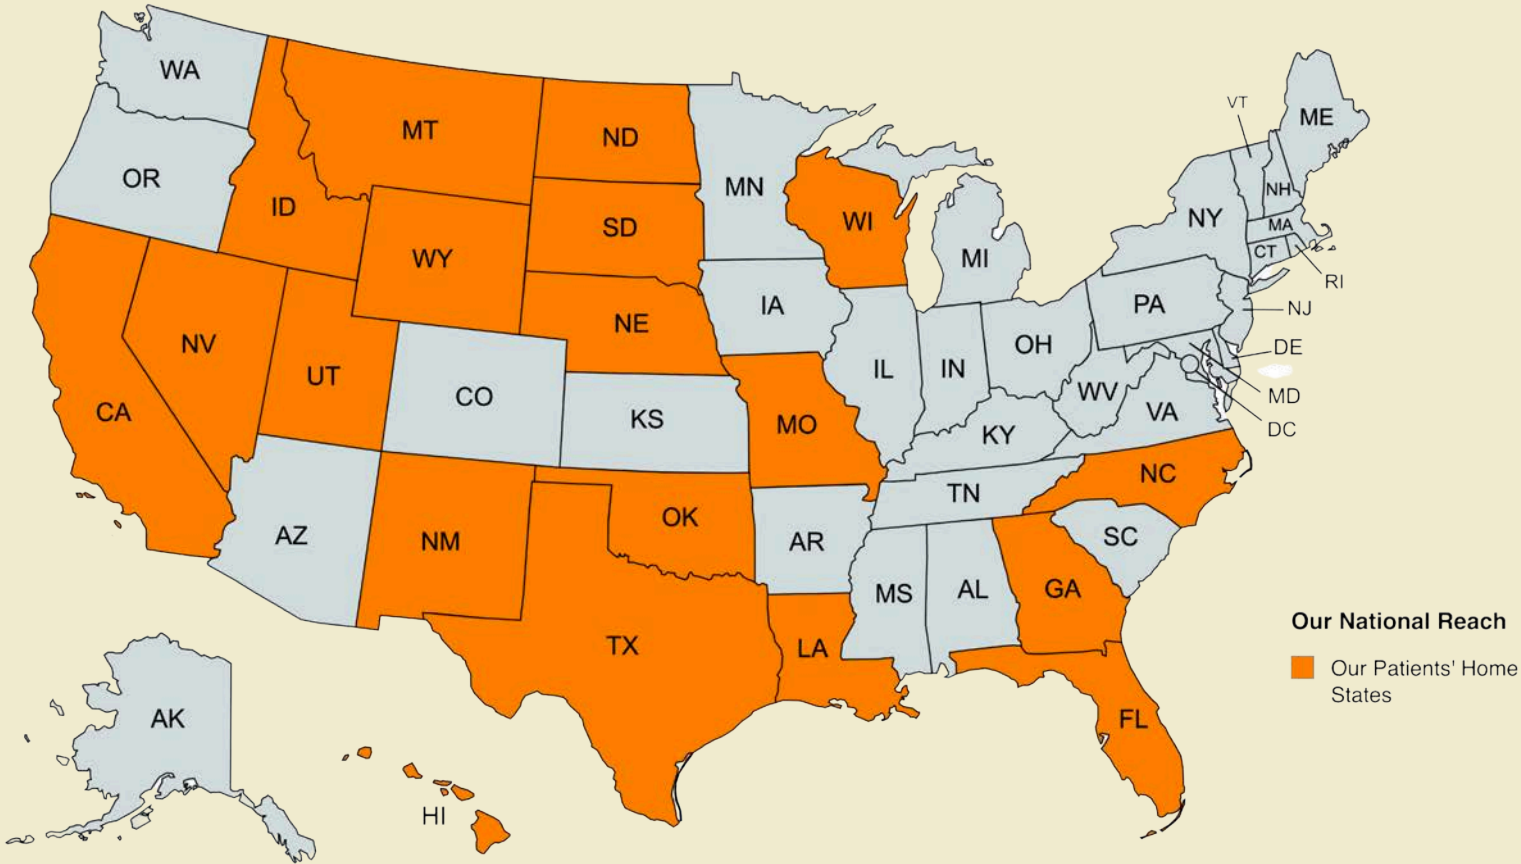 WA
OR
CA
NV
ID
MT
WY
UT
AZ
NM
CO
ND
SD
NE
KS
OK
TX
MN
IA
MO
AR
LA
WI
IL
MI
IN
OH
KY
TN
MS
AL
GA
FL
SC
NC
VA
WV
PA
NY
VT
NH
ME
MA
CT
RI
NJ
DE
MD
DC
AK
HI
Our National Reach
Our Patients' Home
States